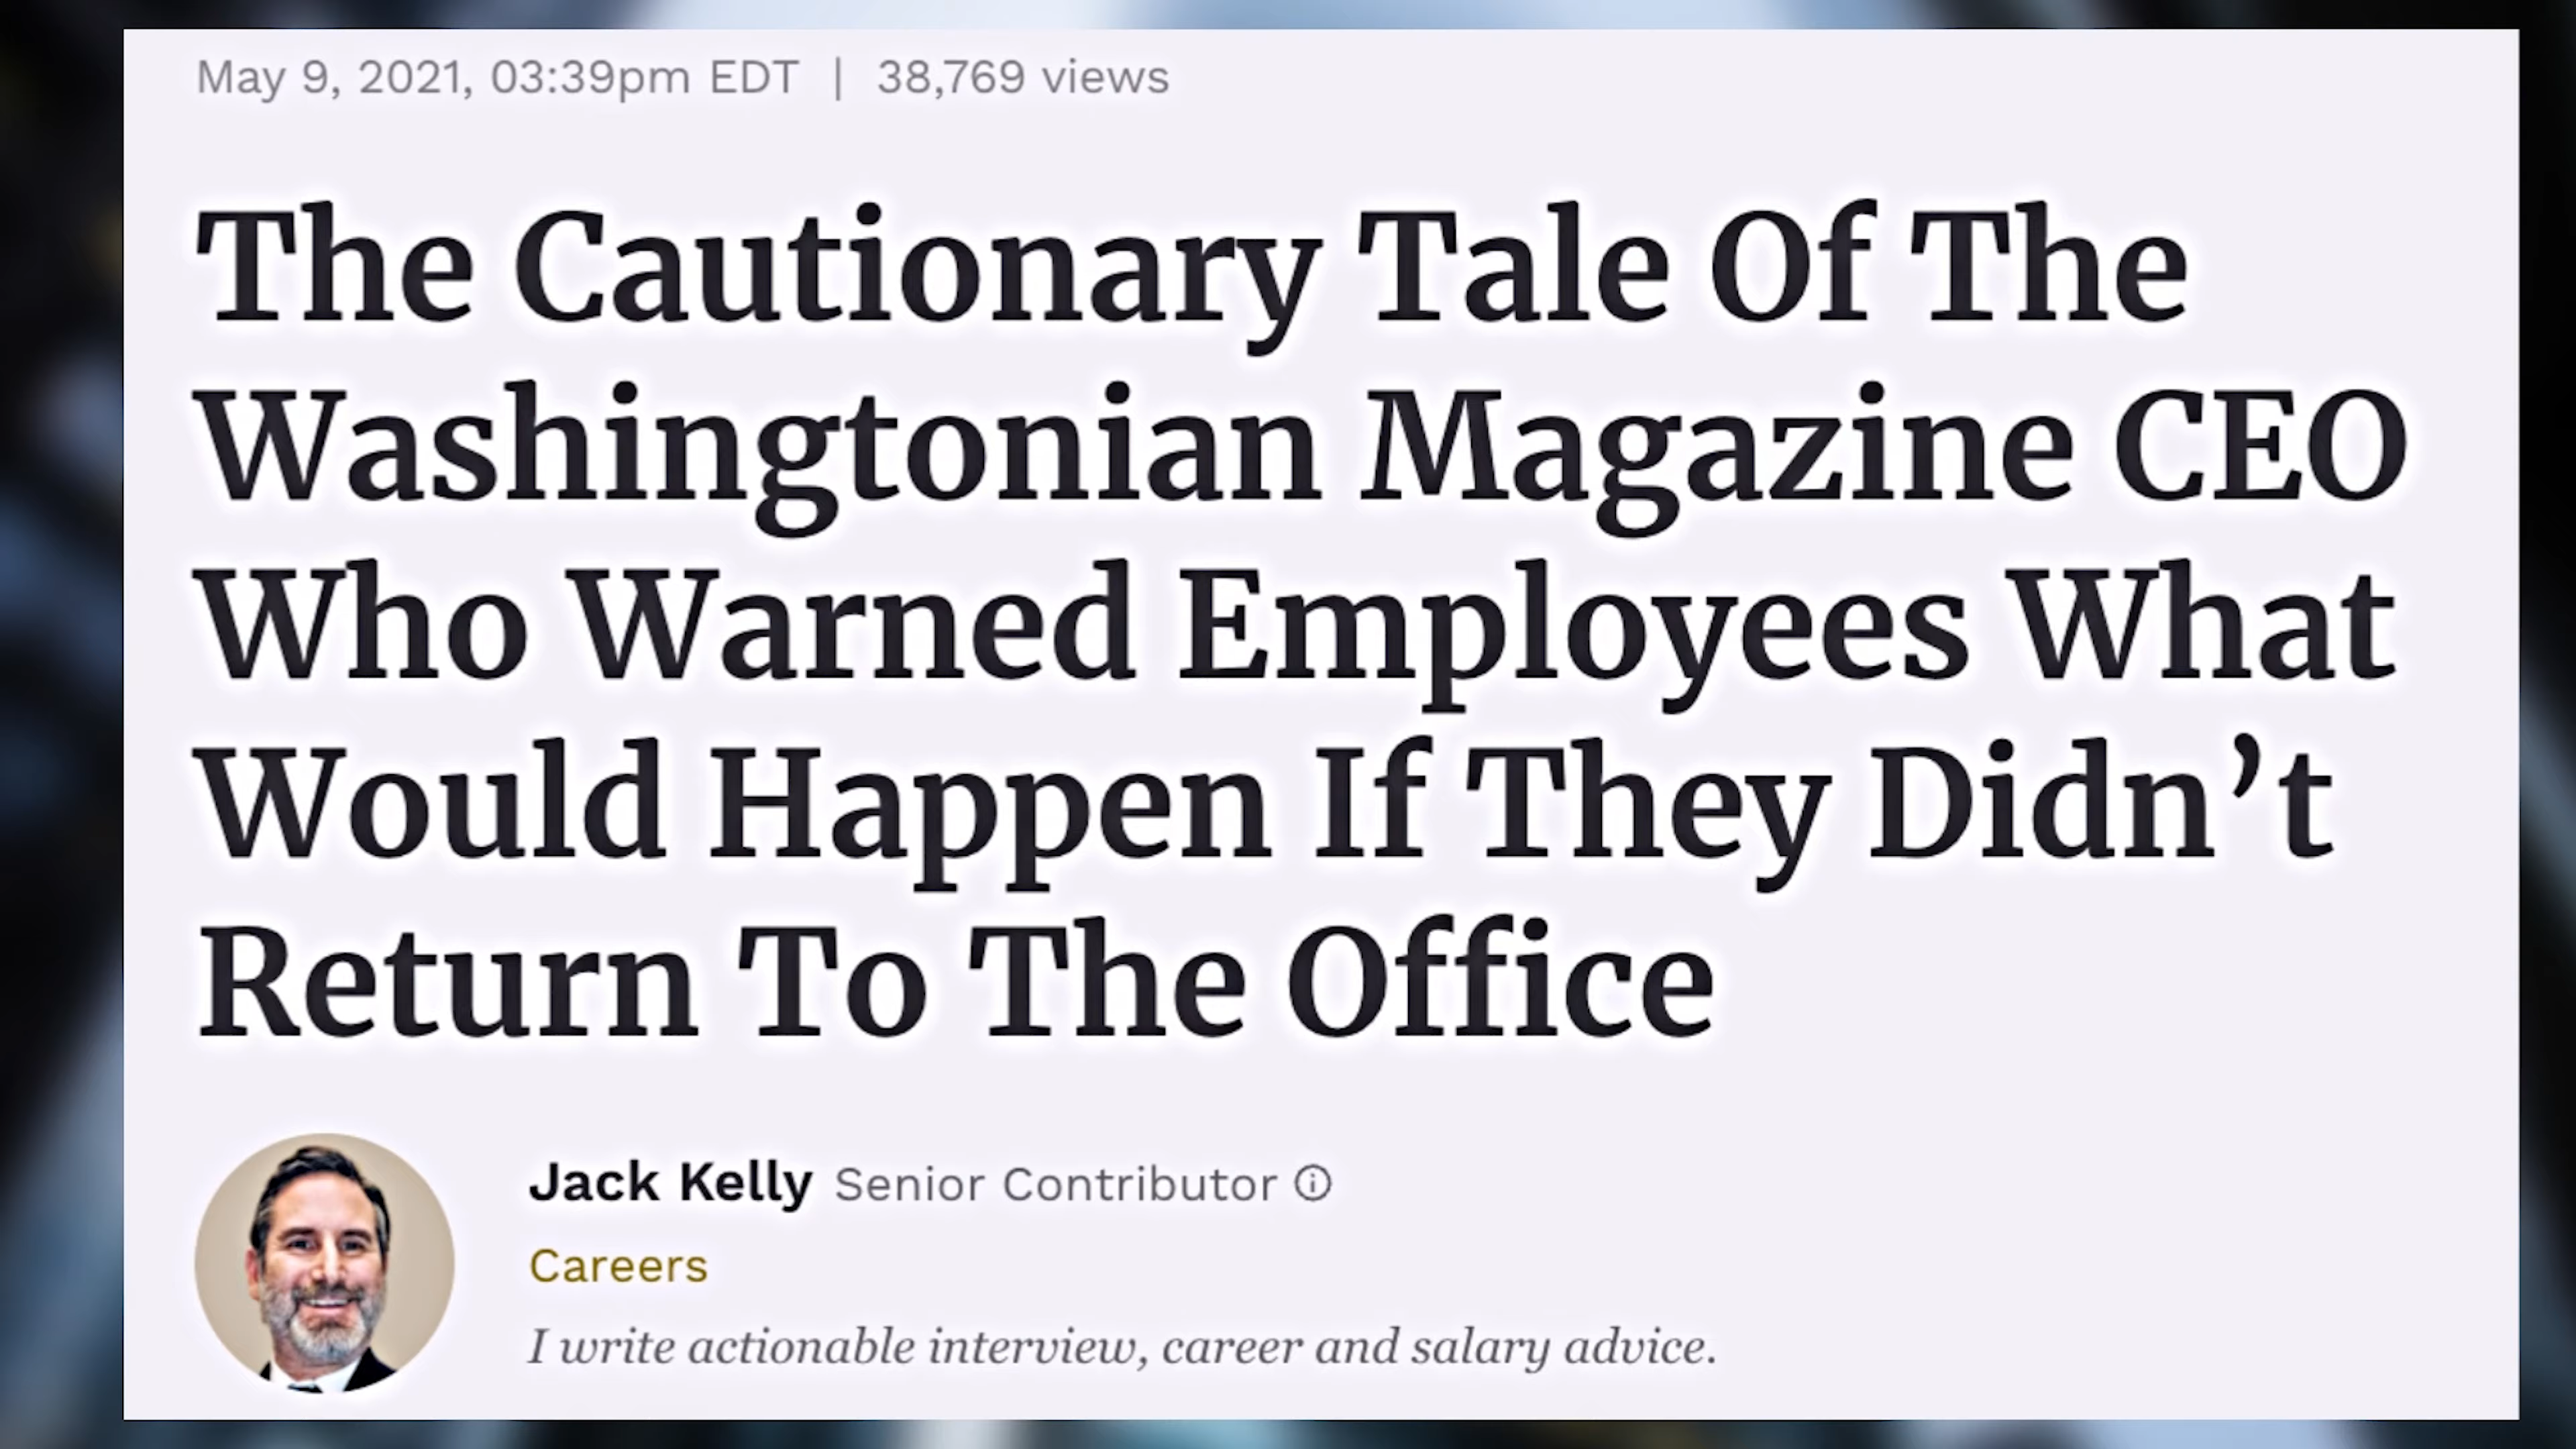 May 9, 2021, 03:39pm EDT | 38,769 views
The Cautionary Tale Of The
Washingtonian Magazine CEO
Who Warned Employees What
Would Happen If They Didn’t
Return To The Office
Jack Kelly Senior Contributor
Careers
I write actionable interview, career and salary advice.